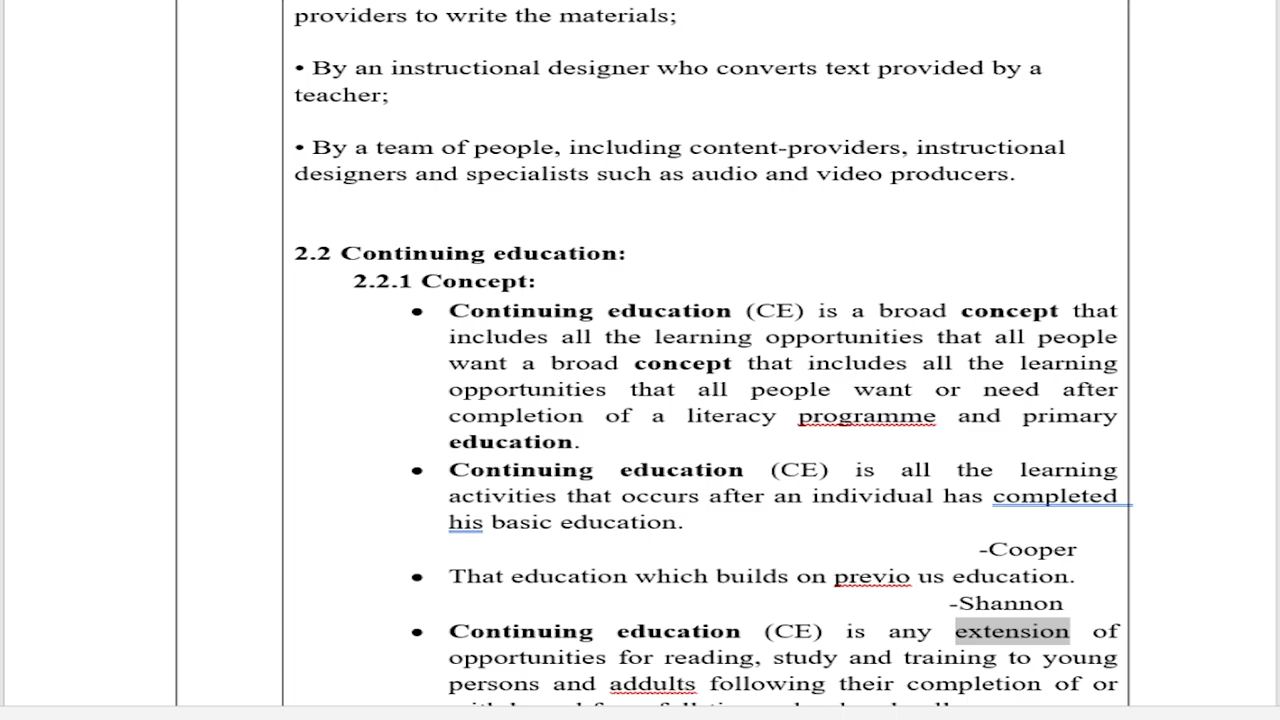 providers to write the materials;
• By an instructional designer who converts text provided by a
teacher;
• By a team of people, including content-providers, instructional
designers and specialists such as audio and video producers.
2.2 Continuing education:
2.2.1 Concept:
• Continuing education (CE) is a broad concept that
includes all the learning opportunities that all people
want a broad concept that includes all the learning
opportunities that all people want or need after
completion of a literacy programme and primary
education.
• Continuing education (CE) is all the learning
activities that occurs after an individual has completed
his basic education.
-Cooper
• That education which builds on previo us education.
-Shannon
• Continuing education (CE) is any extension of
opportunities for reading, study and training to young
persons and addults following their completion of or